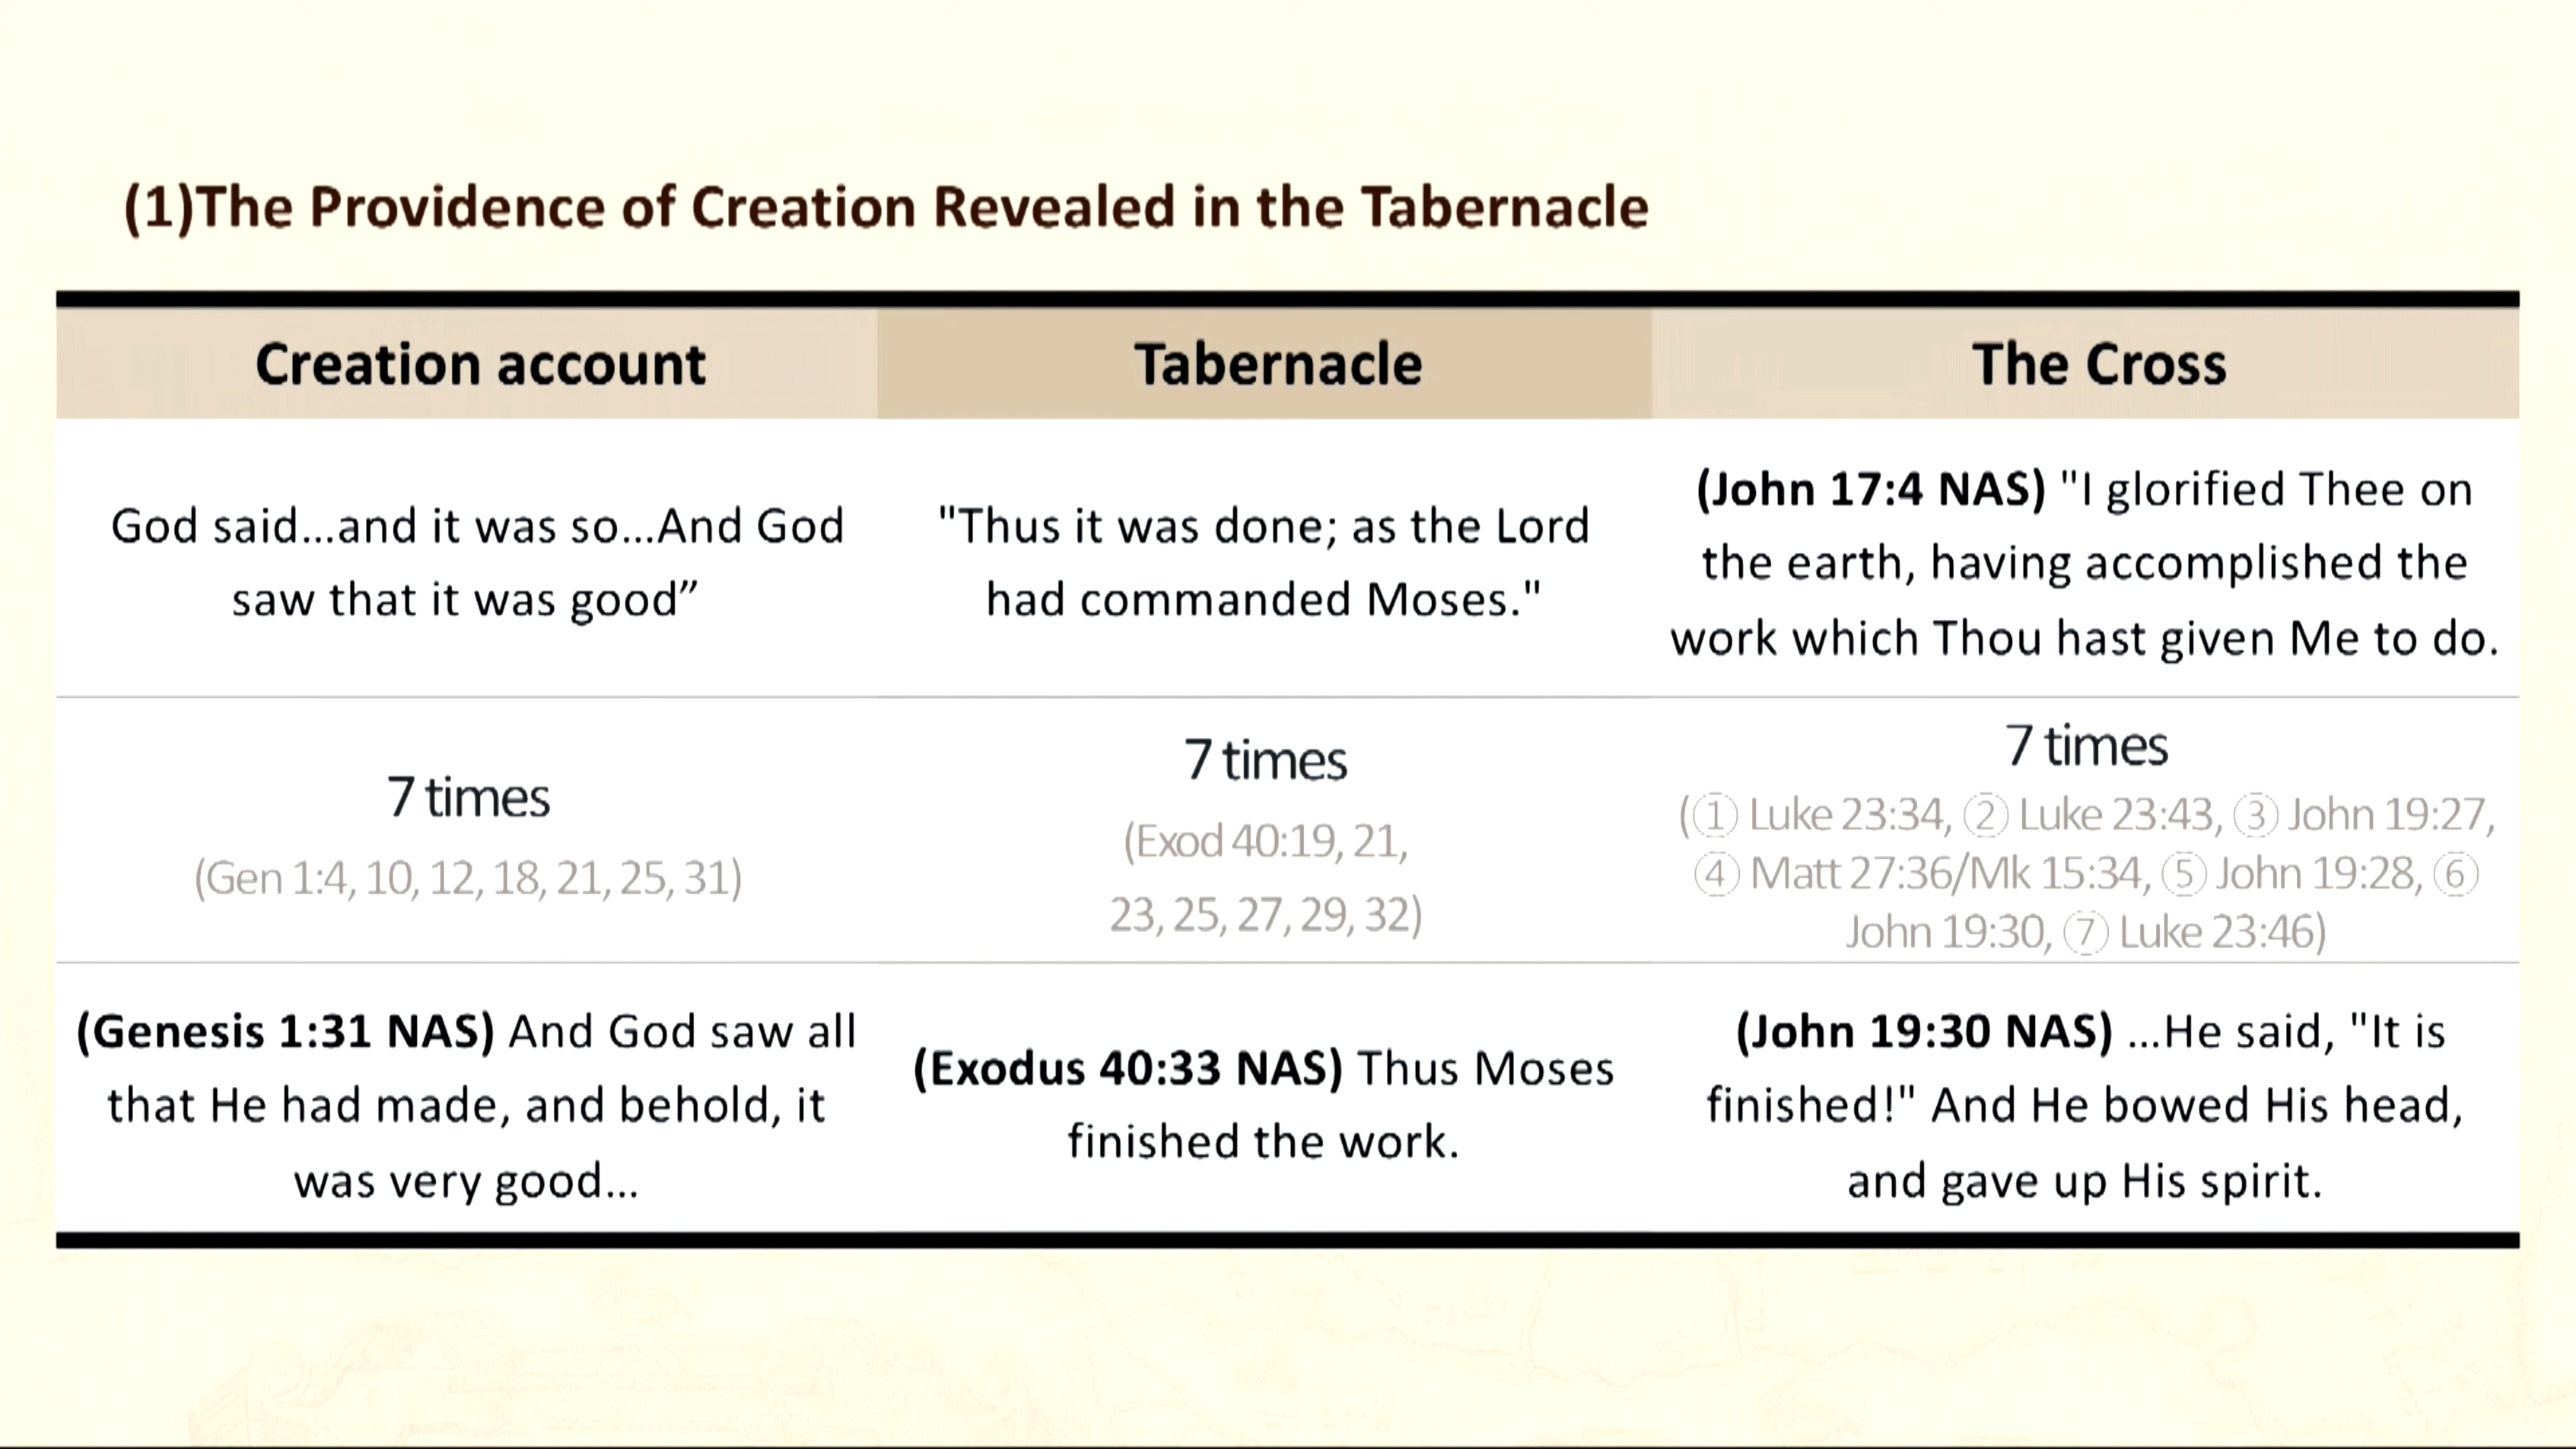 (1)The Providence of Creation Revealed in the Tabernacle
Creation account
Tabernacle
The Cross
God said...and it was so...And God
saw that it was good”
"Thus it was done; as the Lord
had commanded Moses."
(John 17:4 NAS) "I glorified Thee on
the earth, having accomplished the
work which Thou hast given Me to do.
7 times
(Gen 1:4, 10, 12, 18, 21, 25, 31)
7 times
(Exod 40:19, 21,
23, 25, 27, 29, 32)
7 times
(① Luke 23:34, ② Luke 23:43, ③ John 19:27,
④ Matt 27:36/Mk 15:34, ⑤ John 19:28, ⑥
John 19:30, ⑦ Luke 23:46)
(Genesis 1:31 NAS) And God saw all
that He had made, and behold, it
was very good...
(Exodus 40:33 NAS) Thus Moses
finished the work.
(John 19:30 NAS) ...He said, "It is
finished!" And He bowed His head,
and gave up His spirit.